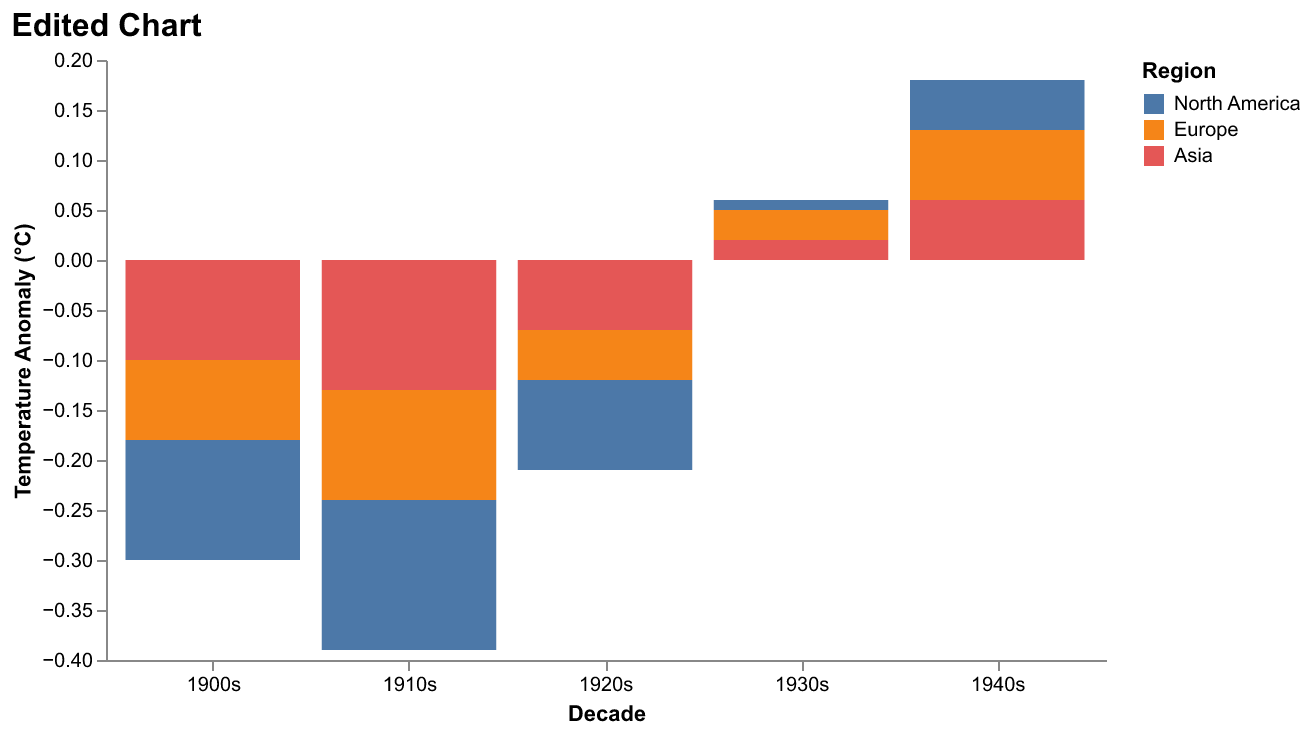 Edited Chart
0.20
0.15
0.10
0.05
0.00
−0.05
−0.10
−0.15
−0.20
−0.25
−0.30
−0.35
−0.40
Temperature Anomaly (°C)
1900s 1910s 1920s 1930s 1940s
Decade
Region
North America
Europe
Asia